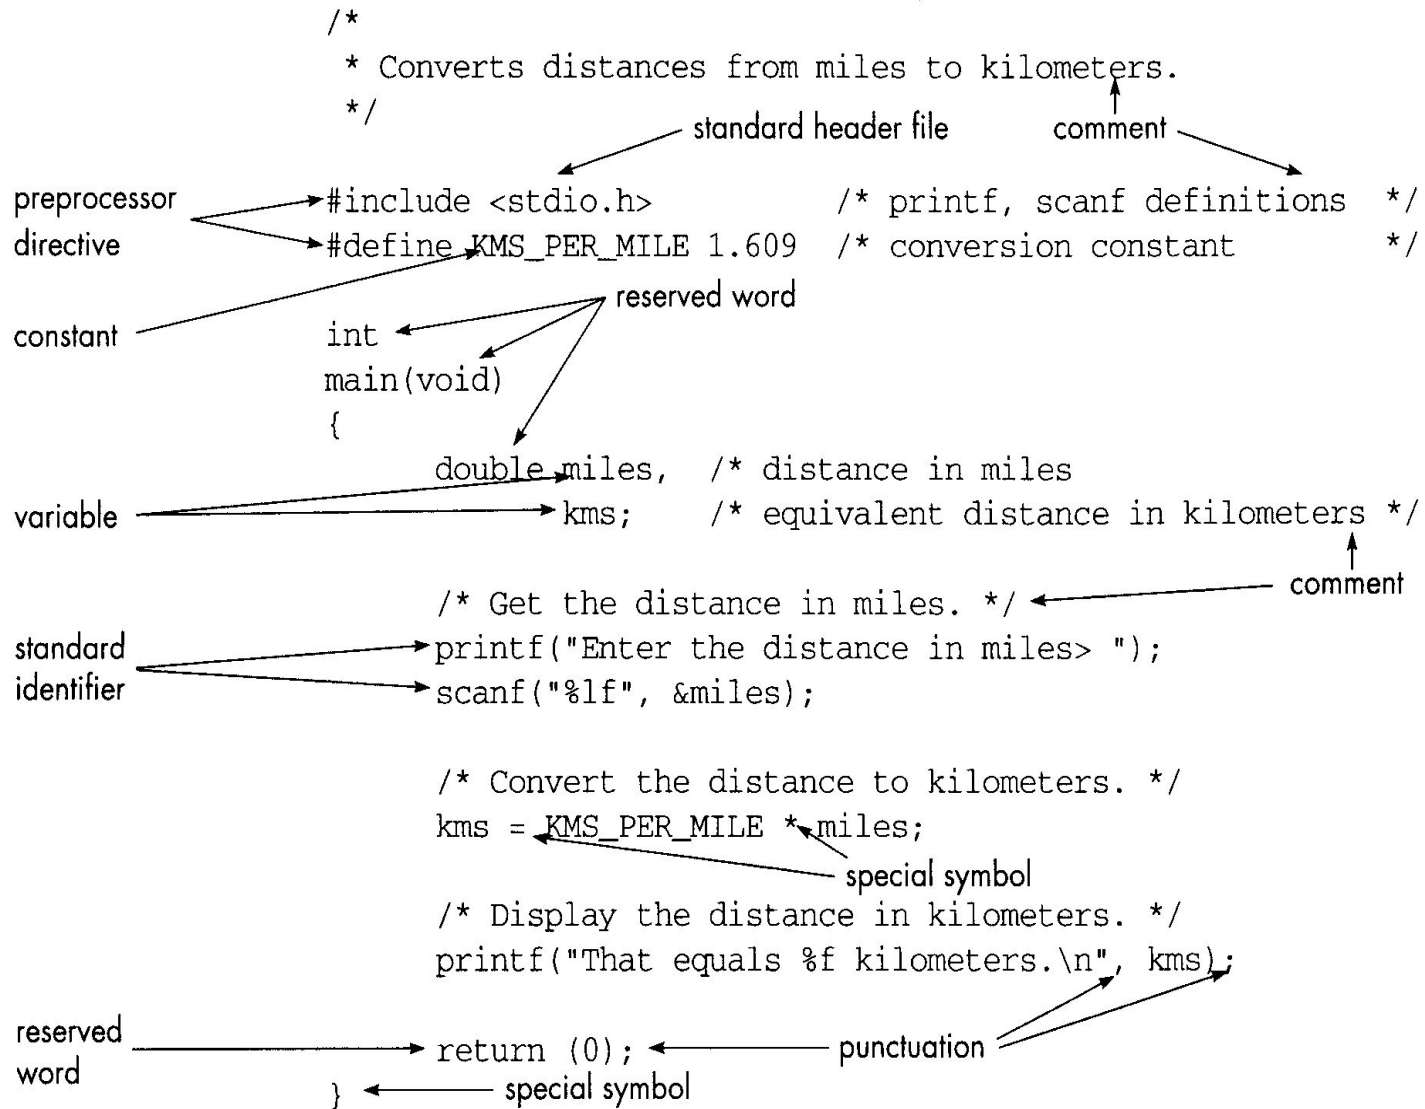 /*
* Converts distances from miles to kilometers.
*/
standard header file comment
preprocessor directive
#include <stdio.h> /* printf, scanf definitions */
#define KMS_PER_MILE 1.609 /* conversion constant */
reserved word
constant
int
main(void)
{
double miles, /* distance in miles
variable
kms; /* equivalent distance in kilometers */
comment
/* Get the distance in miles. */
standard identifier
printf("Enter the distance in miles> ");
scanf("%lf", &miles);
/* Convert the distance to kilometers. */
kms = KMS_PER_MILE * miles;
special symbol
/* Display the distance in kilometers. */
printf("That equals %f kilometers.\n", kms);
reserved word
return (0);
punctuation
}
special symbol